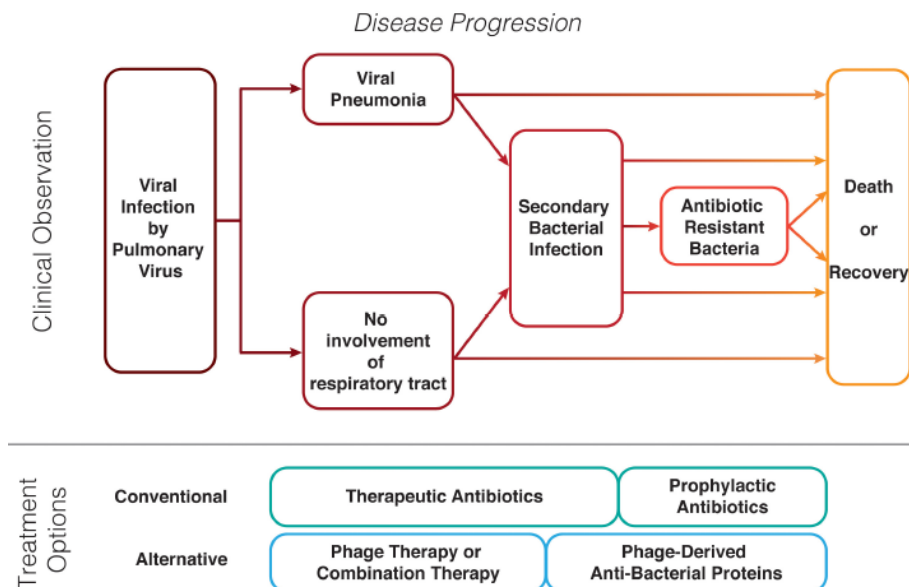 Disease Progression
Clinical Observation
Viral
Infection
by
Pulmonary
Virus
Viral
Pneumonia
Nō
involvement
of
respiratory tract
Secondary
Bacterial
Infection
Antibiotic
Resistant
Bacteria
Death
or
Recovery
Treatment
Options
Conventional
Therapeutic Antibiotics
Prophylactic
Antibiotics
Alternative
Phage Therapy or
Combination Therapy
Phage-Derived
Anti-Bacterial Proteins